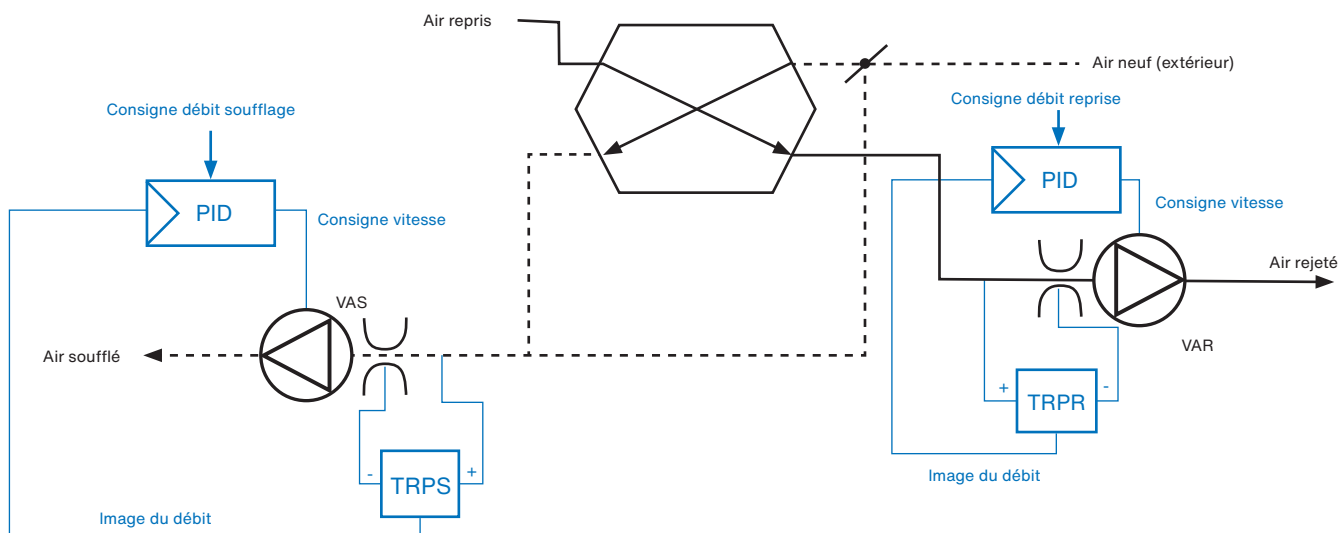 Air repris
Air neuf (extérieur)
Consigne débit soufflage
Consigne débit reprise
PID
PID
Consigne vitesse
Consigne vitesse
Air rejeté
VAS
VAR
Air soufflé
+
TRPR
-
-
TRPS
+
Image du débit
Image du débit